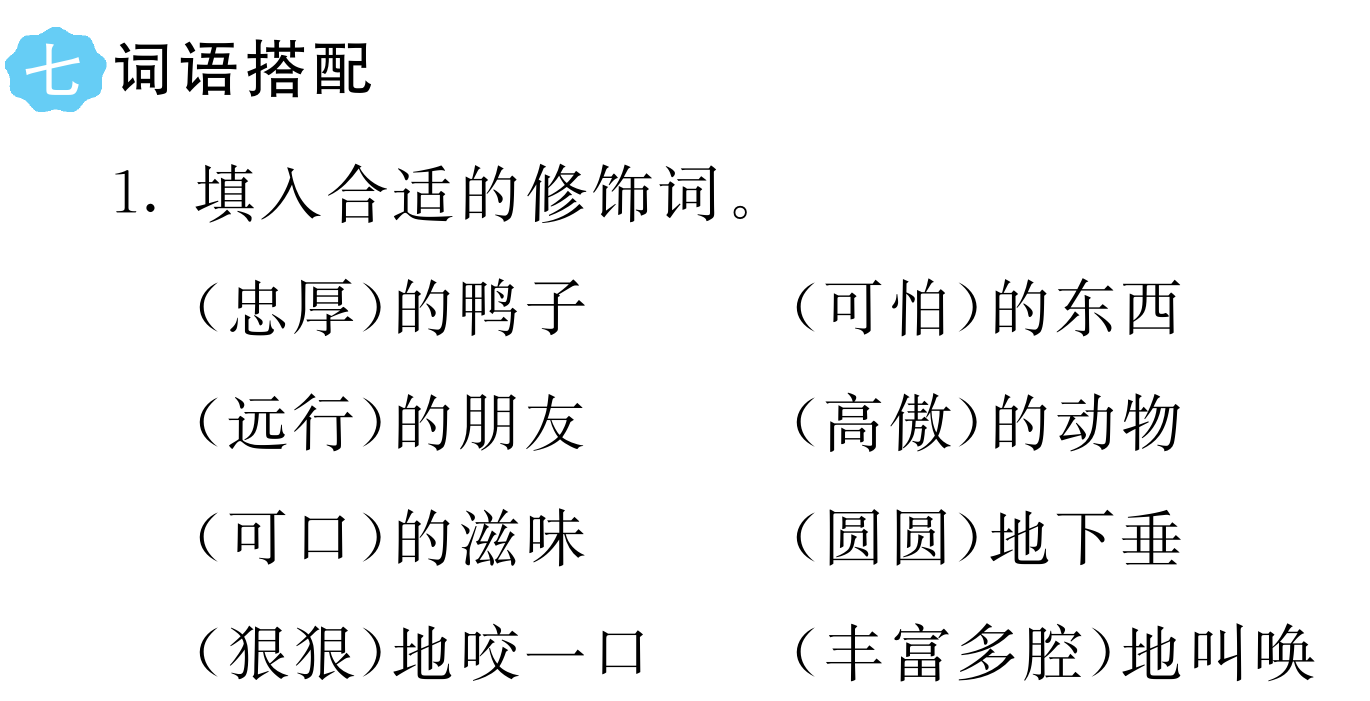 七 词语搭配
1. 填入合适的修饰词。
(忠厚)的鸭子 (可怕)的东西
(远行)的朋友 (高傲)的动物
(可口)的滋味 (圆圆)地下垂
(狠狠)地咬一口 (丰富多腔)地叫唤